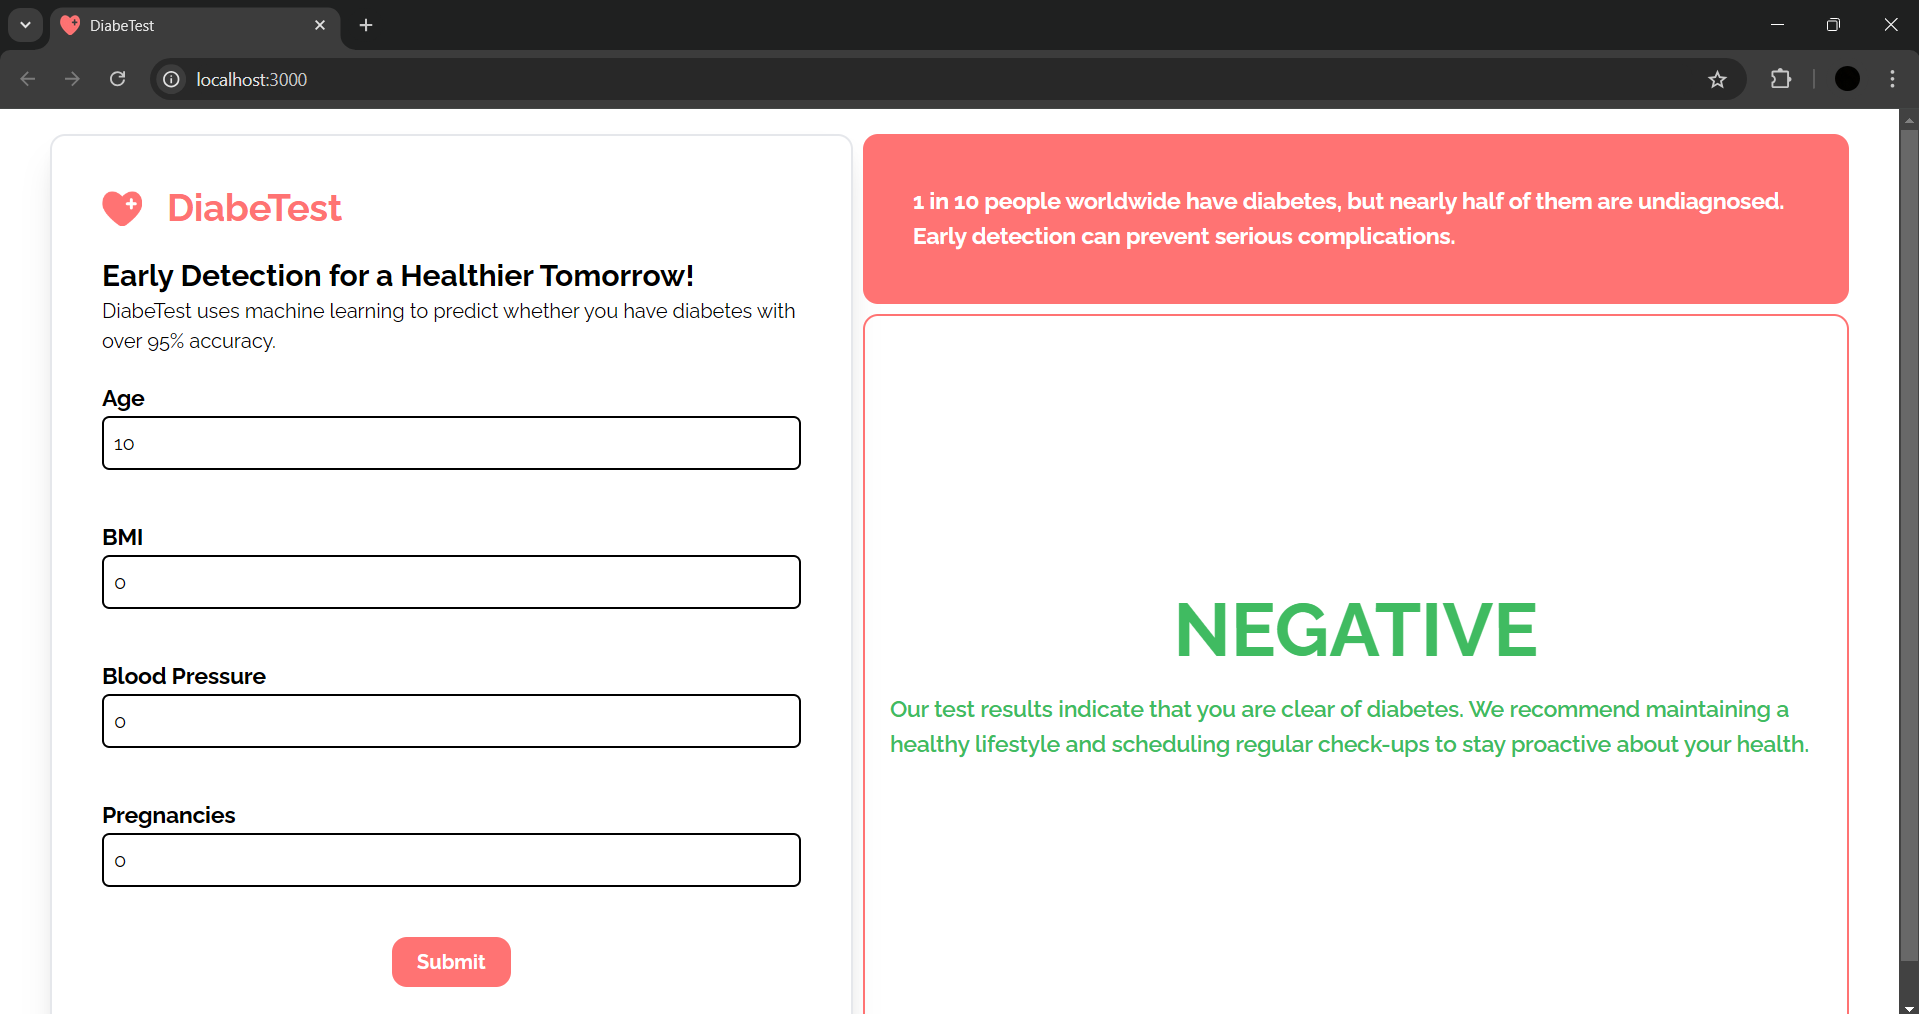 DiabeTest
localhost:3000
DiabeTest
Early Detection for a Healthier Tomorrow!
DiabeTest uses machine learning to predict whether you have diabetes with
over 95% accuracy.
Age
10
BMI
0
Blood Pressure
0
Pregnancies
0
Submit
1 in 10 people worldwide have diabetes, but nearly half of them are undiagnosed.
Early detection can prevent serious complications.
NEGATIVE
Our test results indicate that you are clear of diabetes. We recommend maintaining a
healthy lifestyle and scheduling regular check-ups to stay proactive about your health.